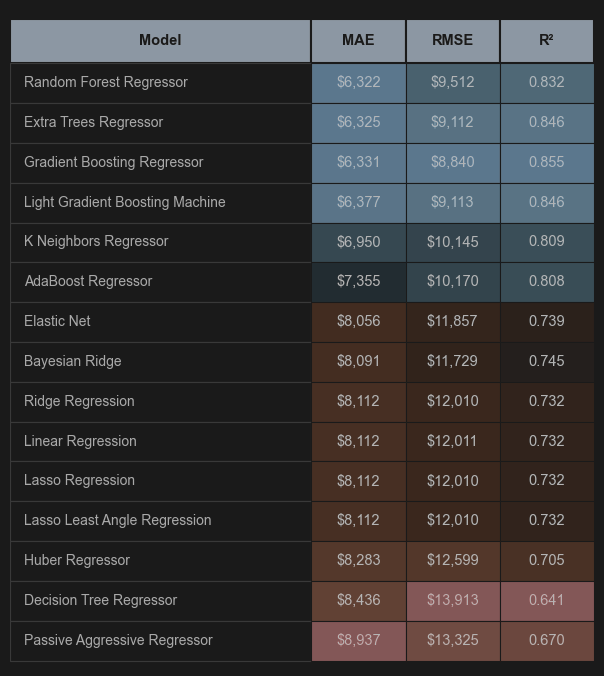 Model MAE RMSE R²
Random Forest Regressor $6,322 $9,512 0.832
Extra Trees Regressor $6,325 $9,112 0.846
Gradient Boosting Regressor $6,331 $8,840 0.855
Light Gradient Boosting Machine $6,377 $9,113 0.846
K Neighbors Regressor $6,950 $10,145 0.809
AdaBoost Regressor $7,355 $10,170 0.808
Elastic Net $8,056 $11,857 0.739
Bayesian Ridge $8,091 $11,729 0.745
Ridge Regression $8,112 $12,010 0.732
Linear Regression $8,112 $12,011 0.732
Lasso Regression $8,112 $12,010 0.732
Lasso Least Angle Regression $8,112 $12,010 0.732
Huber Regressor $8,283 $12,599 0.705
Decision Tree Regressor $8,436 $13,913 0.641
Passive Aggressive Regressor $8,937 $13,325 0.670